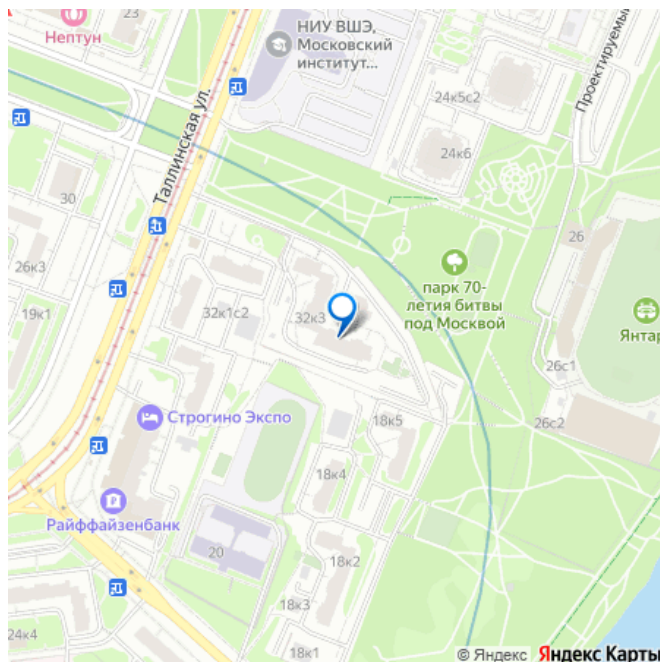 23
Нептун
НИУ ВШЭ,
Московский
институт...
Проектируемый
24к5с2
24к6
Таллинская ул.
30
26к3
19к1
32к1с2
32к3
26
парк 70-
летия битвы
под Москвой
Янтар
26с1
26с2
Строгино Экспо
18к5
18к4
Райффайзенбанк
20
18к2
18к3
18к1
24к4
© Яндекс Яндекс Карты